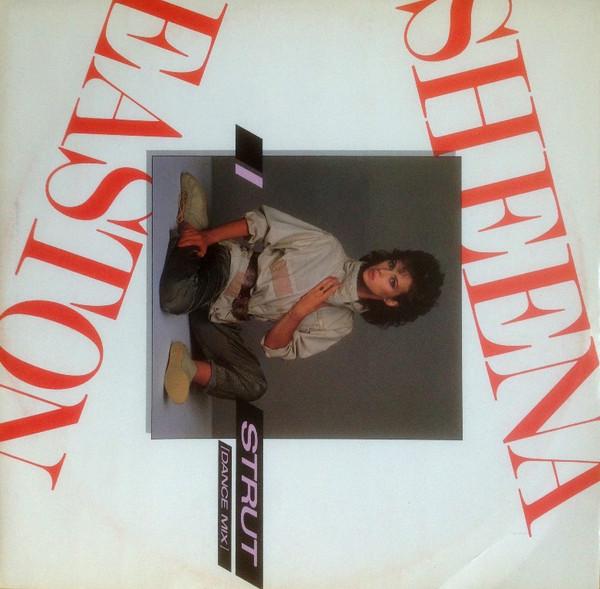 SHEENA
EASTON
STRUT
(DANCE MIX)